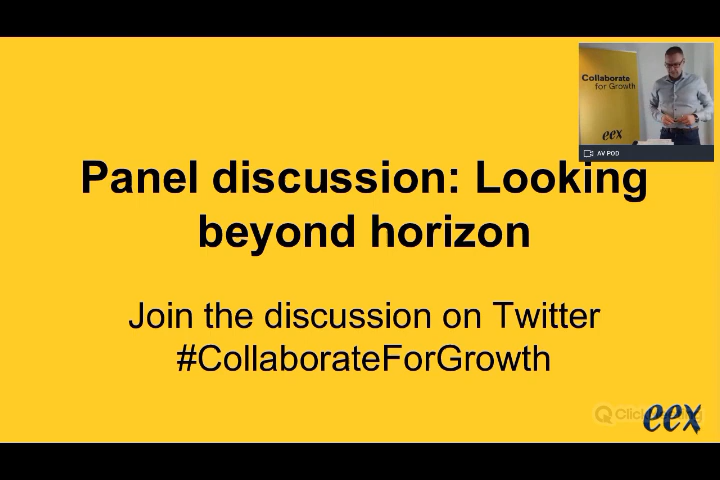 Collaborate
for Growth
eex
AV POD
Panel discussion: Looking
beyond horizon
Join the discussion on Twitter
#CollaborateForGrowth
eex